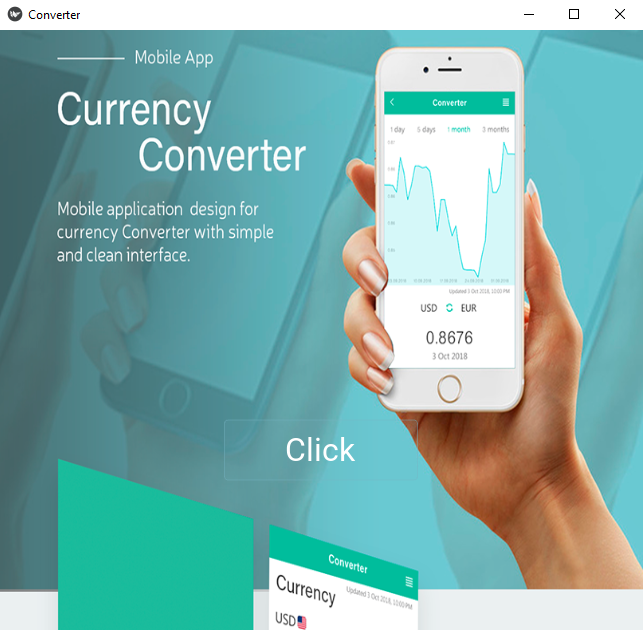 Converter
Mobile App
Currency
Converter
Mobile application design for
currency Converter with simple
and clean interface.
Converter
1 day 6 days 1 month 3 months
Updated 3 Oct 2018, 10:00 PM
USD EUR
0.8676
3 Oct 2018
Click
Converter
Updated 3 Oct 2018, 10:00 PM
Currency
USD